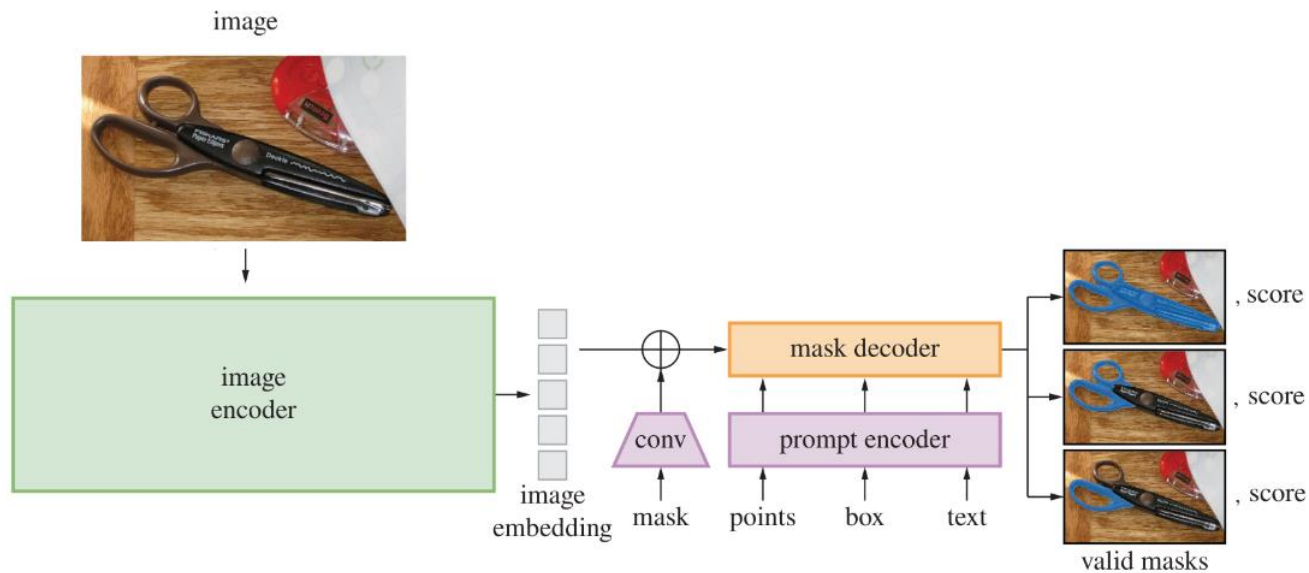 image
image
encoder
image
embedding
conv
mask
mask decoder
prompt encoder
points
box
text
, score
, score
, score
valid masks